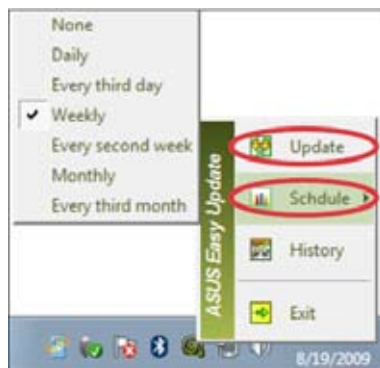 None
Daily
Every third day
Weekly
Every second week
Monthly
Every third month
ASUS Easy Update
Update
Schdule
History
Exit
8/19/2009